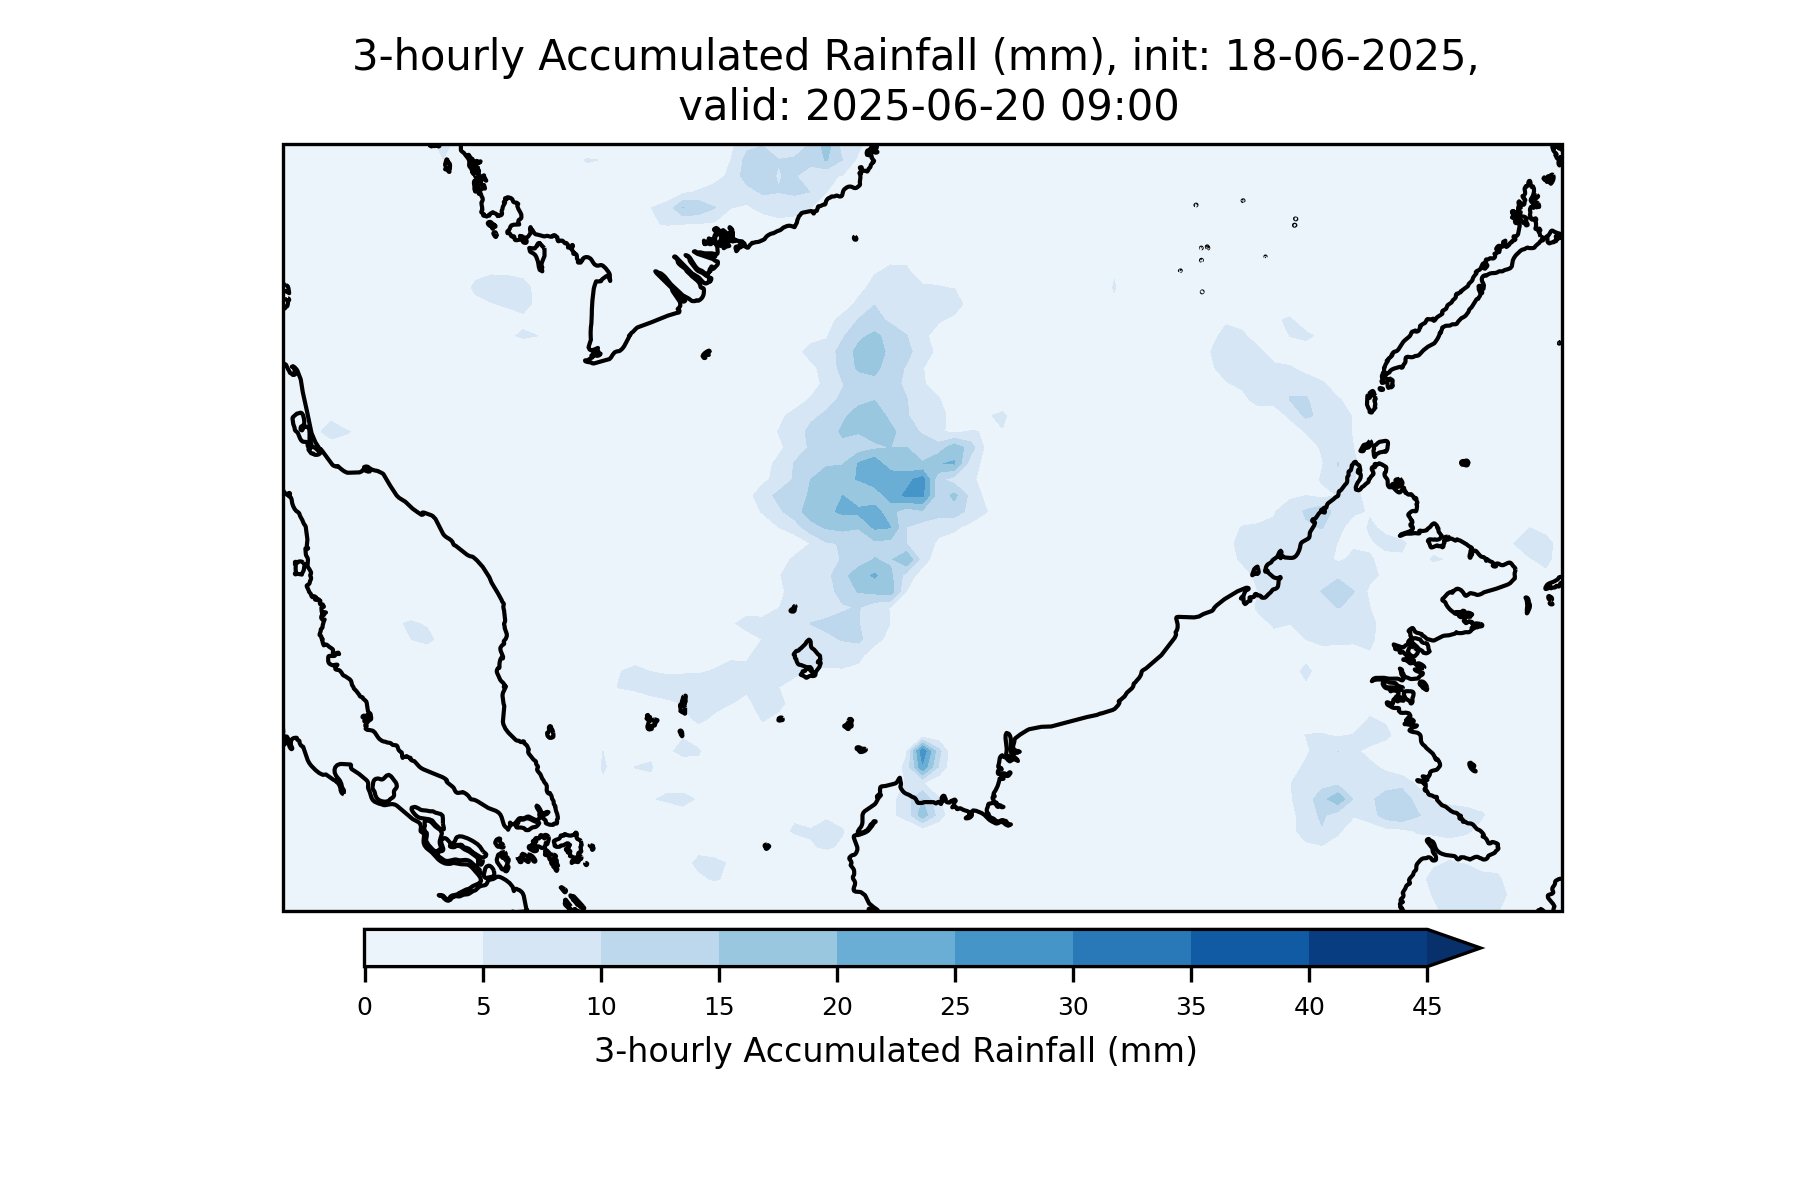 3-hourly Accumulated Rainfall (mm), init: 18-06-2025,
valid: 2025-06-20 09:00
0 5 10 15 20 25 30 35 40 45
3-hourly Accumulated Rainfall (mm)